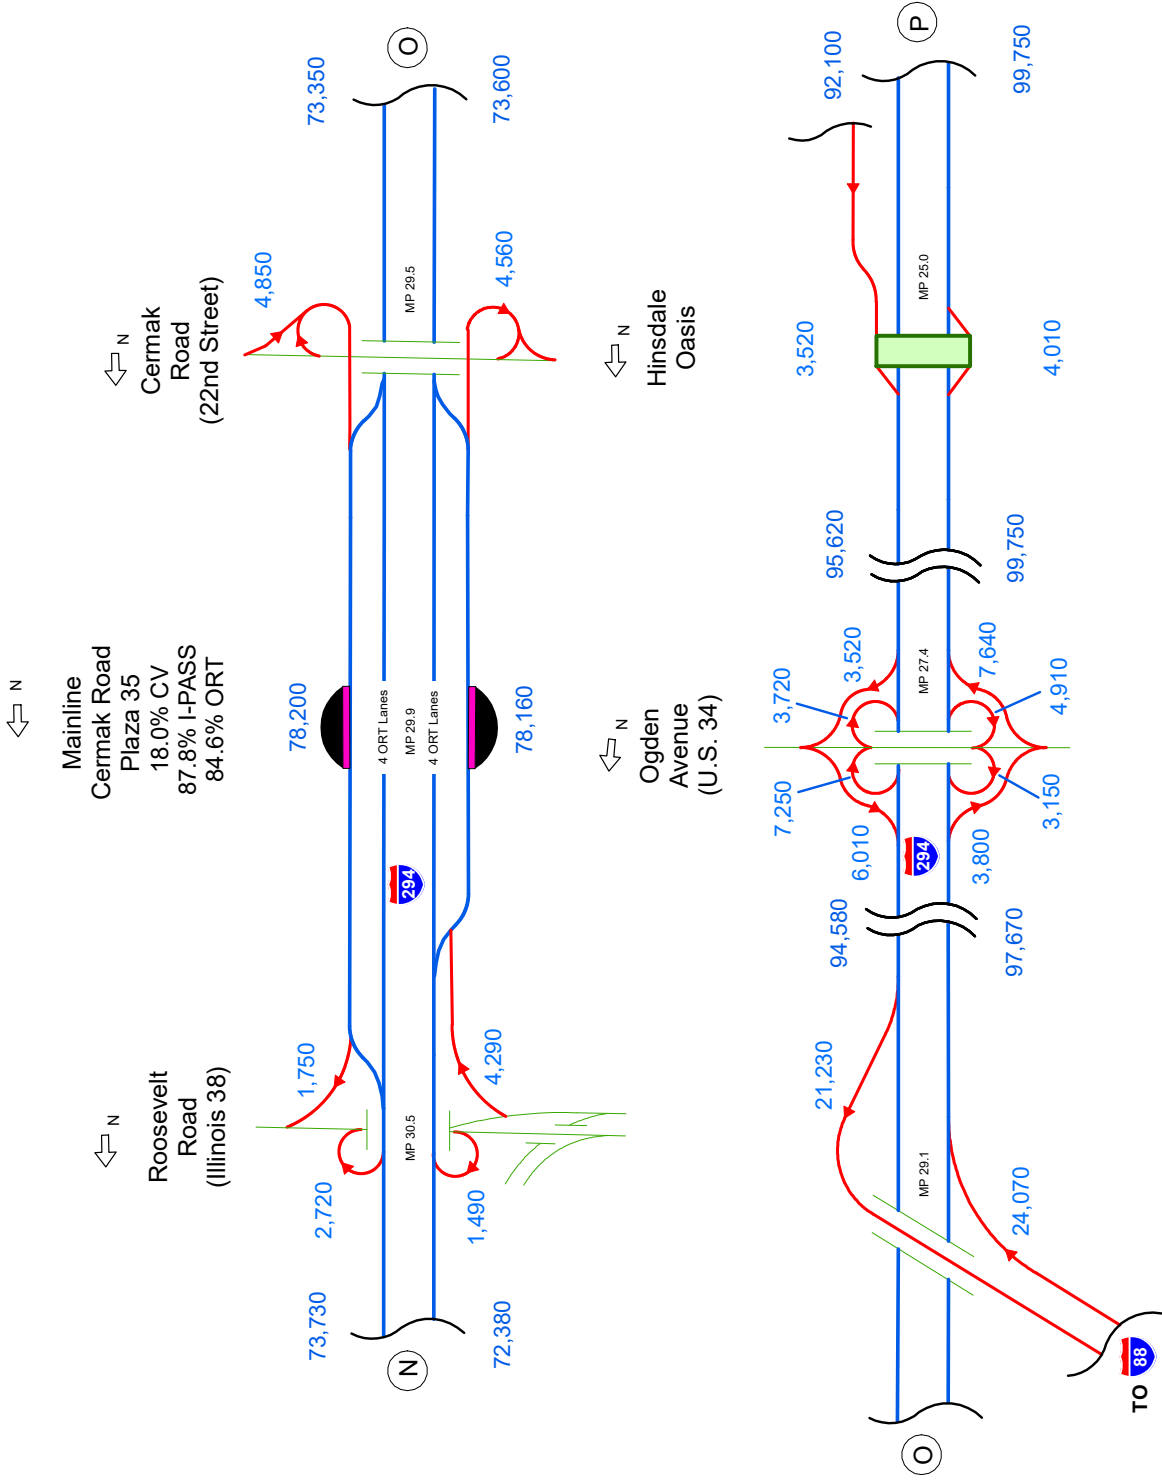 N
Mainline
Cermak Road
Plaza 35
18.0% CV
87.8% I-PASS
84.6% ORT
N
Roosevelt
Road
(Illinois 38)
N
Cermak
Road
(22nd Street)
N
73,730
2,720
1,750
78,200
4,850
73,350
O
4 ORT Lanes
MP 30.5
294
MP 29.9
MP 29.5
4 ORT Lanes
72,380
1,490
4,290
78,160
4,560
73,600
N
Ogden
Avenue
(U.S. 34)
N
Hinsdale
Oasis
O
21,230
94,580
6,010
7,250
3,720
3,520
95,620
3,520
92,100
P
MP 29.1
294
MP 27.4
MP 25.0
TO
88
24,070
97,670
3,800
3,150
4,910
7,640
99,750
4,010
99,750